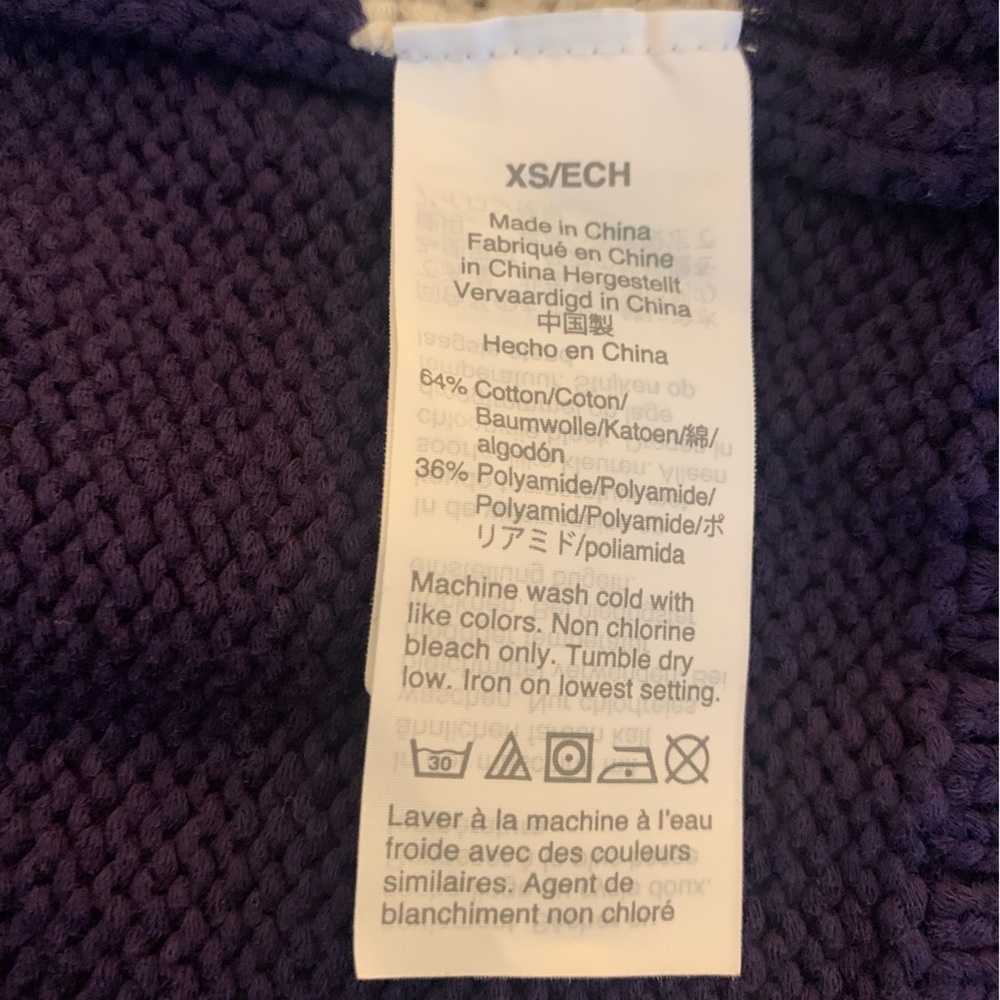 XS/ECH
Made in China
Fabriqué en Chine
in China Hergestellt
Vervaardigd in China
中国製
Hecho en China
64% Cotton/Coton/
Baumwolle/Katoen/綿/
algodón
36% Polyamide/Polyamide/
Polyamid/Polyamide/ポ
リアミド/poliamida
Machine wash cold with
like colors. Non chlorine
bleach only. Tumble dry
low. Iron on lowest setting.
30
Laver à la machine à l'eau
froide avec des couleurs
similaires. Agent de
blanchiment non chloré